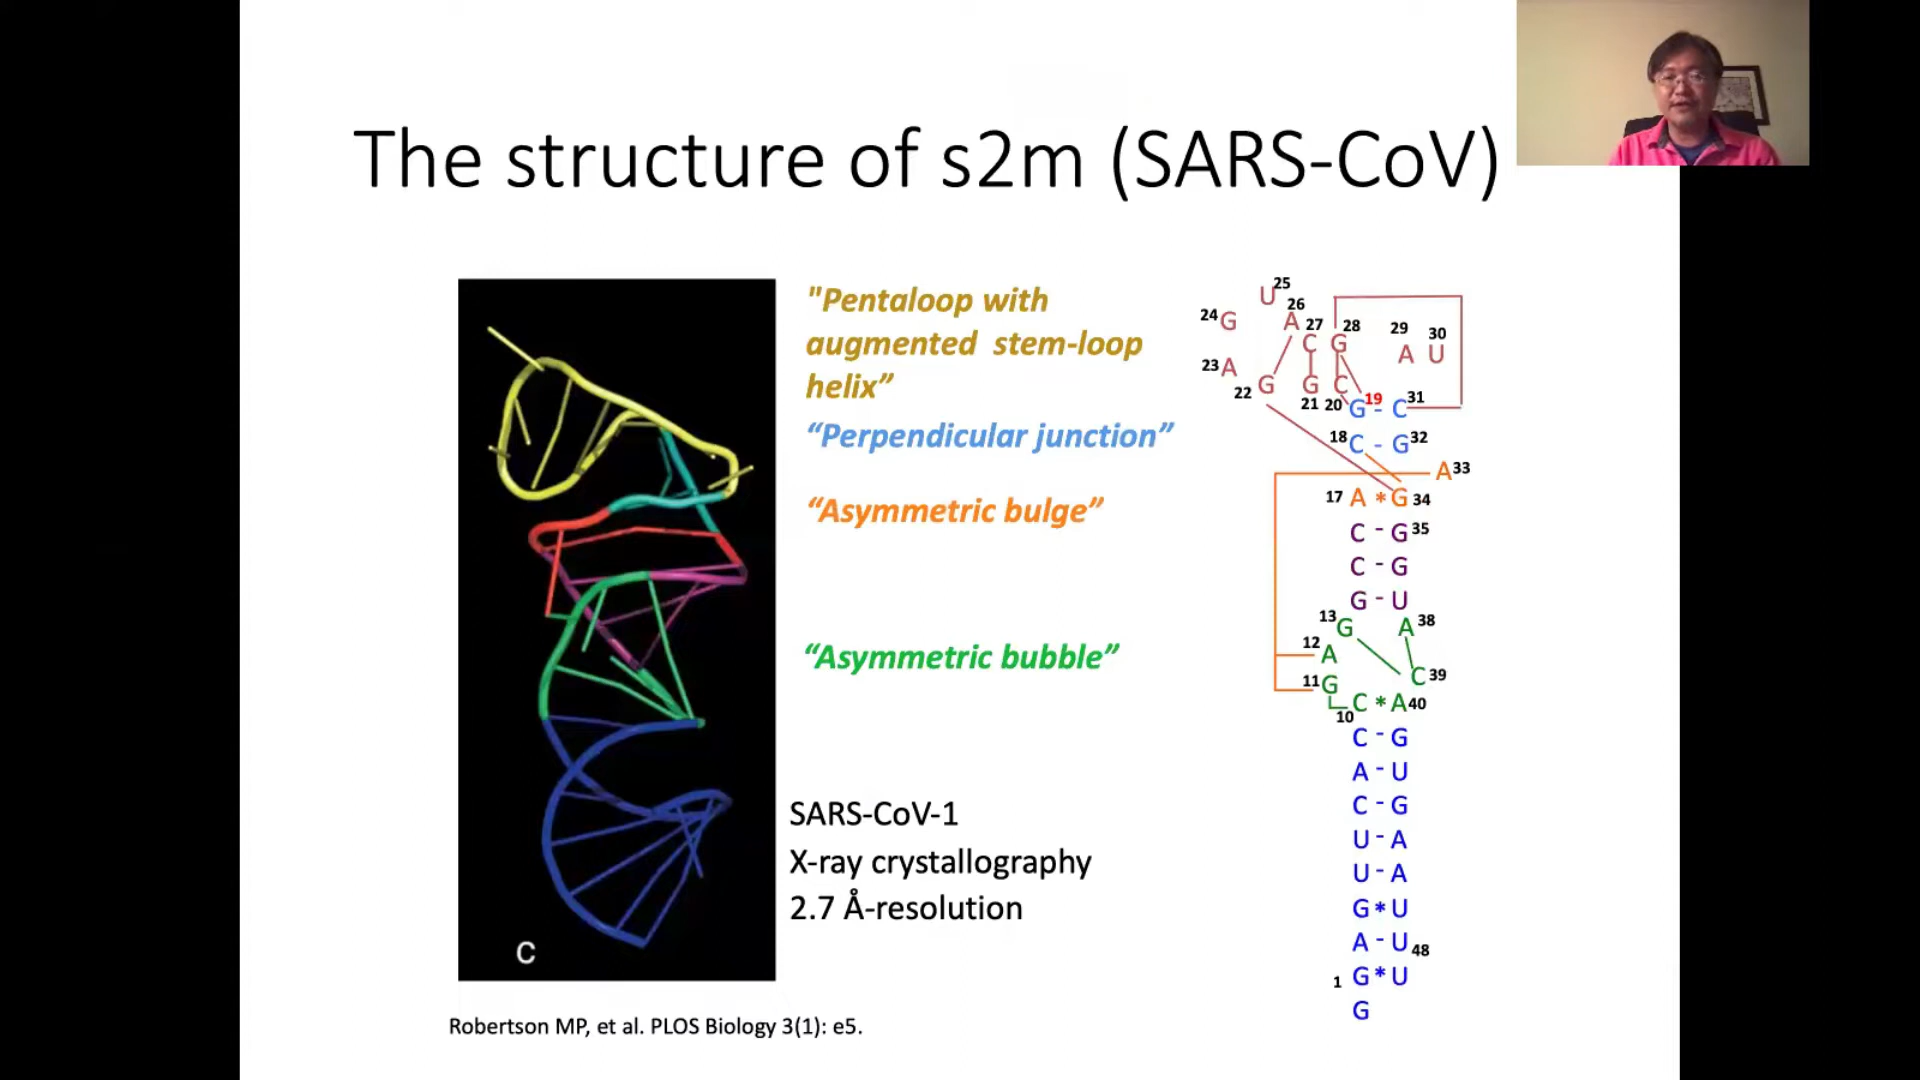 The structure of s2m (SARS-CoV)
"Pentaloop with
augmented  stem-loop
helix”
“Perpendicular junction”
“Asymmetric bulge”
“Asymmetric bubble”
SARS-CoV-1
X-ray crystallography
2.7 Å-resolution
C
Robertson MP, et al. PLOS Biology 3(1): e5.
U 25
24 G A 26 C 27 G 28 A 29 U 30
23 A
22 G G 21 C 20 G 19 - C 31
18 C - G 32
A 33
17 A * G 34
C - G 35
C - G
G - U
13 G A 38
12 A
11 G C 39
10 C * A 40
C - G
A - U
C - G
U - A
U - A
G * U
A - U 48
1 G * U
G